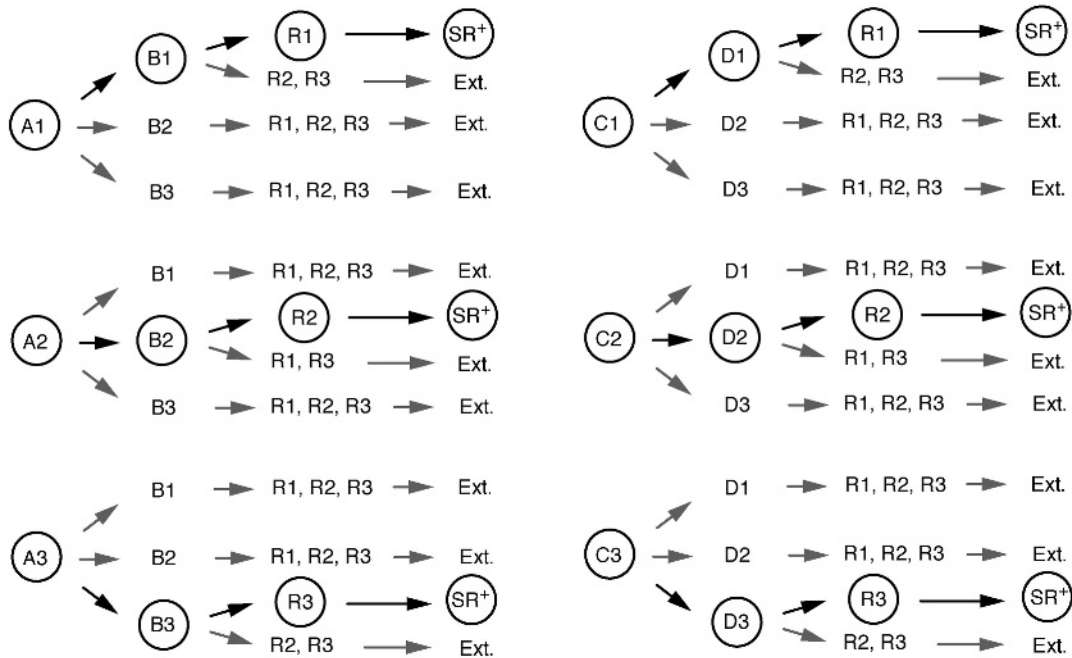 A1
B1 R1 SR⁺
R2, R3 Ext.
B2 R1, R2, R3 Ext.
B3 R1, R2, R3 Ext.
A2
B1 R1, R2, R3 Ext.
B2 R2 SR⁺
R1, R3 Ext.
B3 R1, R2, R3 Ext.
A3
B1 R1, R2, R3 Ext.
B2 R1, R2, R3 Ext.
B3 R3 SR⁺
R2, R3 Ext.
C1
D1 R1 SR⁺
R2, R3 Ext.
D2 R1, R2, R3 Ext.
D3 R1, R2, R3 Ext.
C2
D1 R1, R2, R3 Ext.
D2 R2 SR⁺
R1, R3 Ext.
D3 R1, R2, R3 Ext.
C3
D1 R1, R2, R3 Ext.
D2 R1, R2, R3 Ext.
D3 R3 SR⁺
R2, R3 Ext.